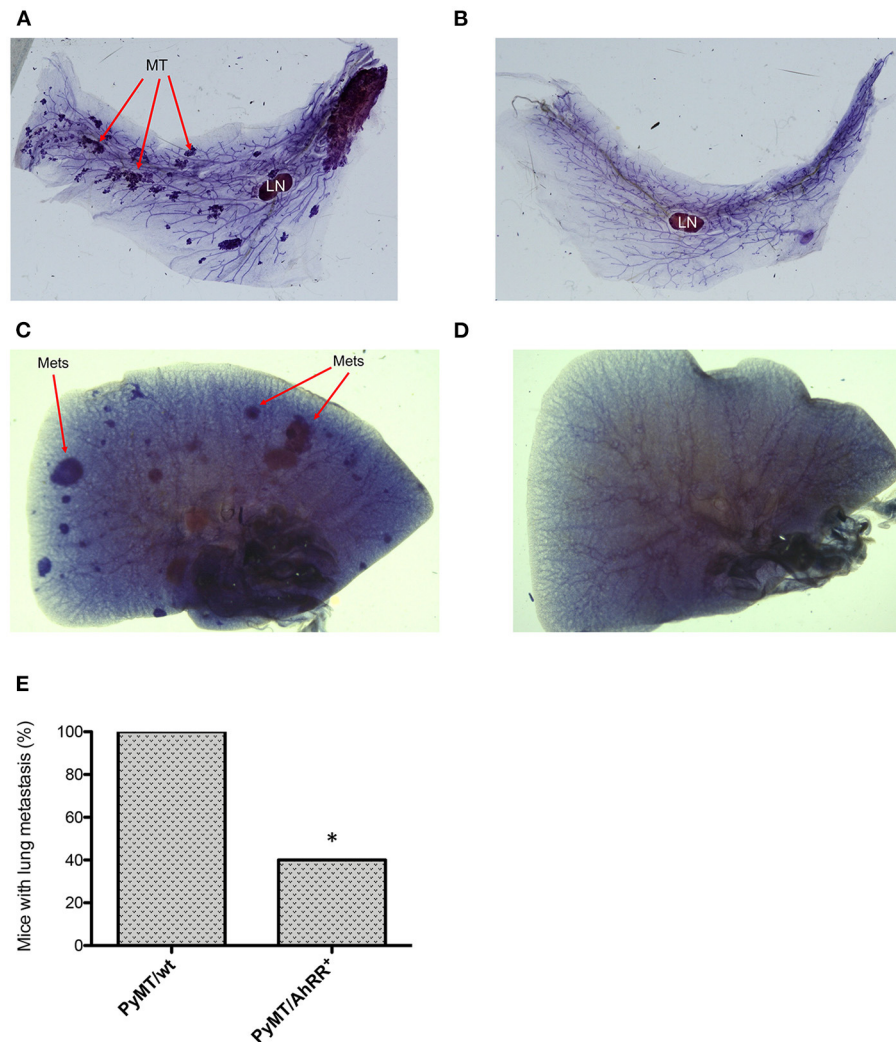 A
B
MT
LN
LN
C
D
Mets
Mets
E
Mice with lung metastasis (%)
100
80
60
40
20
0
*
PyMT/wt
PyMT/AhRR+